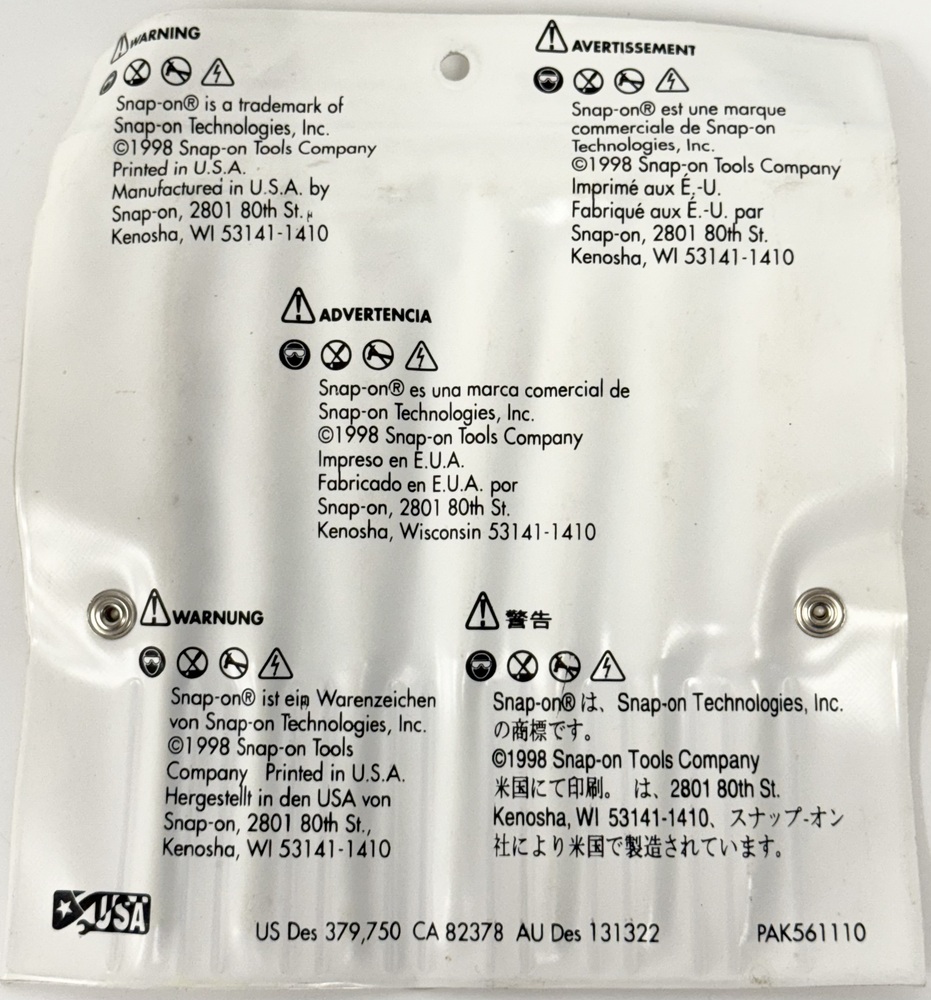 WARNING
Snap-on® is a trademark of
Snap-on Technologies, Inc.
©1998 Snap-on Tools Company
Printed in U.S.A.
Manufactured in U.S.A. by
Snap-on, 2801 80th St.
Kenosha, WI 53141-1410
AVERTISSEMENT
Snap-on® est une marque
commerciale de Snap-on
Technologies, Inc.
©1998 Snap-on Tools Company
Imprimé aux É.-U.
Fabriqué aux É.-U. par
Snap-on, 2801 80th St.
Kenosha, WI 53141-1410
ADVERTENCIA
Snap-on® es una marca comercial de
Snap-on Technologies, Inc.
©1998 Snap-on Tools Company
Impreso en E.U.A.
Fabricado en E.U.A. por
Snap-on, 2801 80th St.
Kenosha, Wisconsin 53141-1410
WARNUNG
Snap-on® ist ein Warenzeichen
von Snap-on Technologies, Inc.
©1998 Snap-on Tools
Company Printed in U.S.A.
Hergestellt in den USA von
Snap-on, 2801 80th St.,
Kenosha, WI 53141-1410
警告
Snap-on® は、Snap-on Technologies, Inc.
の商標です。
©1998 Snap-on Tools Company
米国にて印刷。 は、2801 80th St.
Kenosha, WI 53141-1410、スナップ-オン
社により米国で製造されています。
USA
US Des 379,750 CA 82378 AU Des 131322
PAK561110